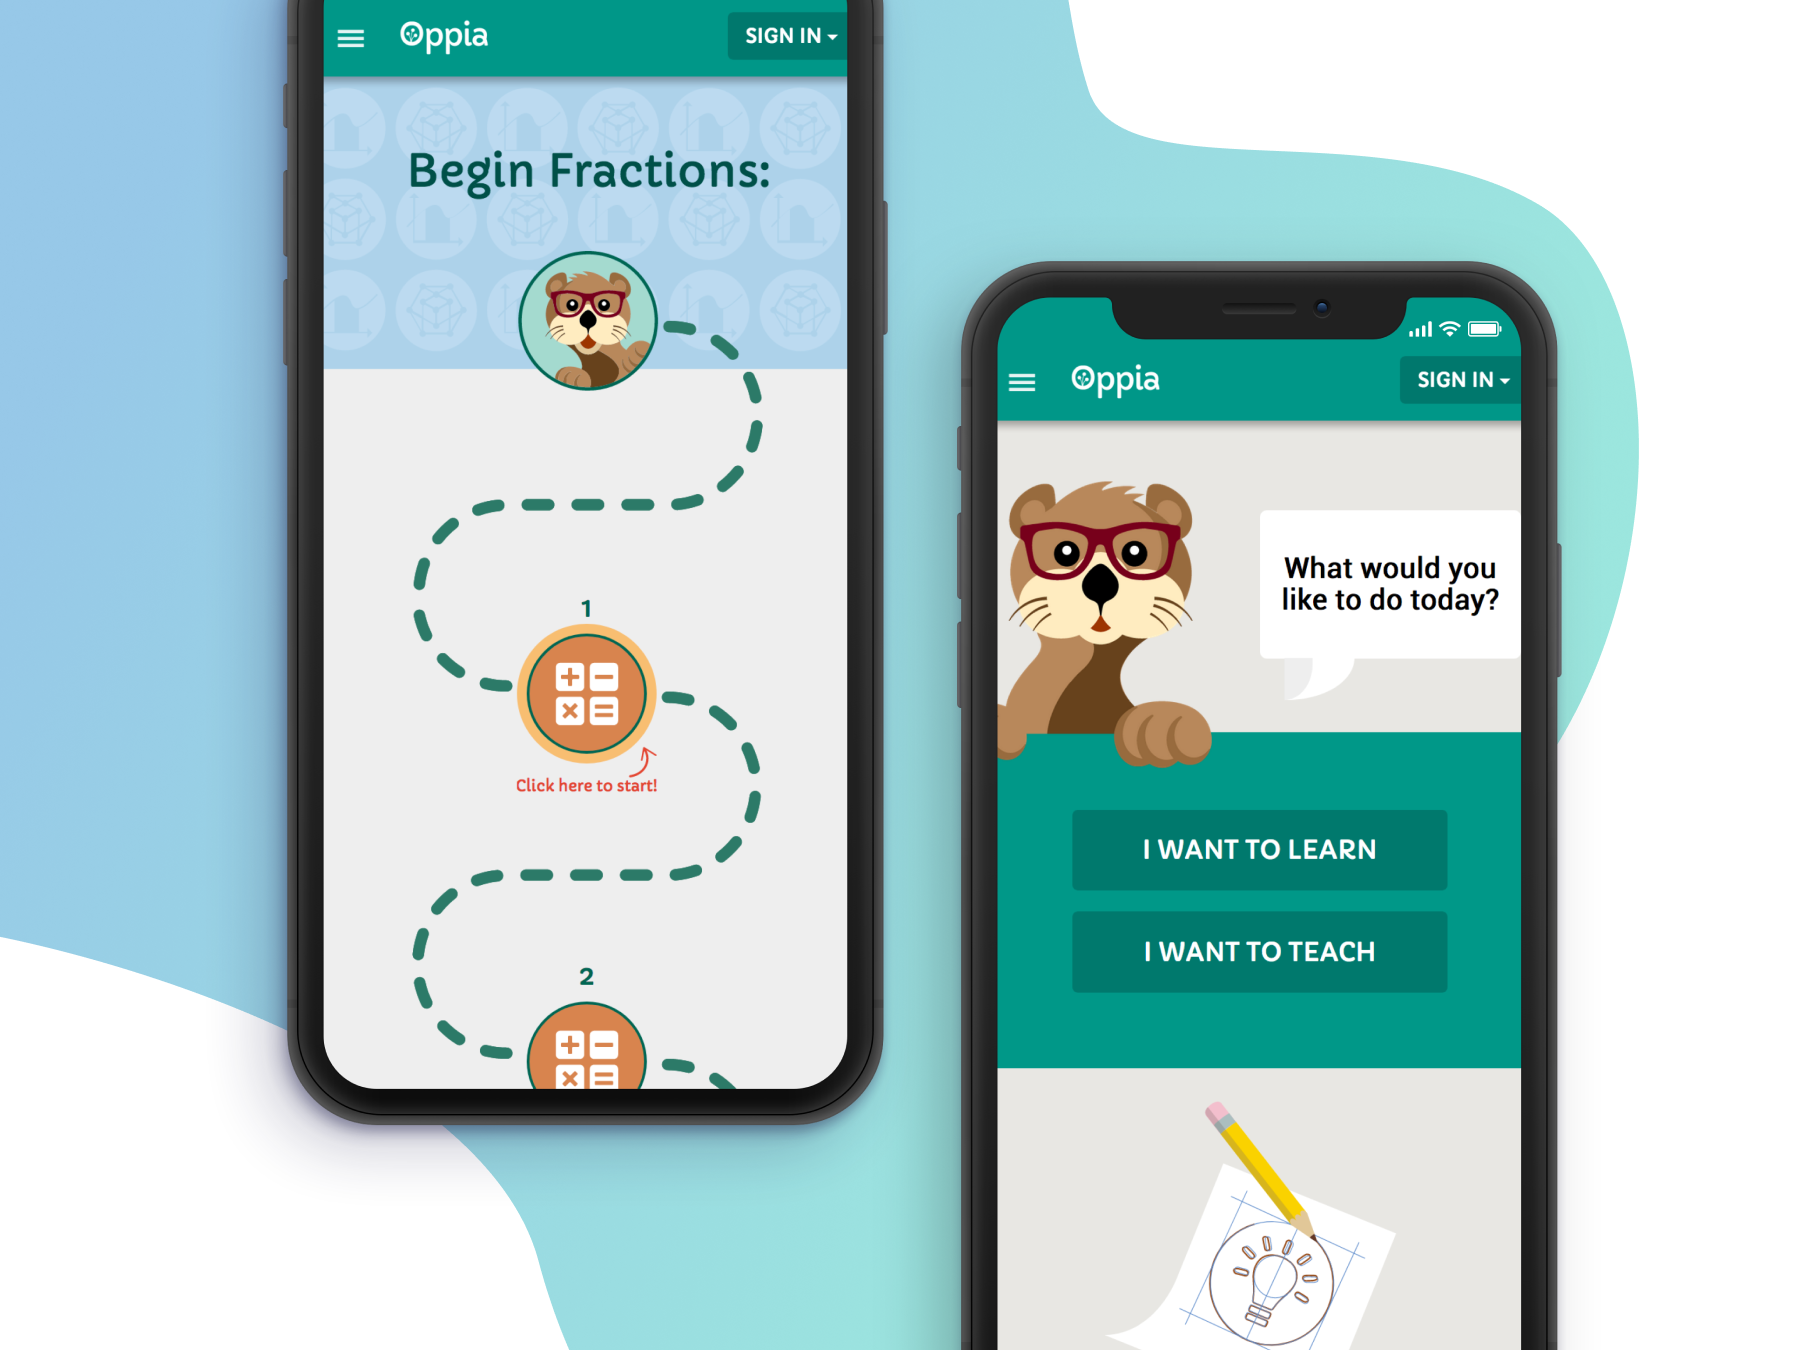 Oppia
SIGN IN
Begin Fractions:
1
Click here to start!
2
Oppia
SIGN IN
What would you
like to do today?
I WANT TO LEARN
I WANT TO TEACH